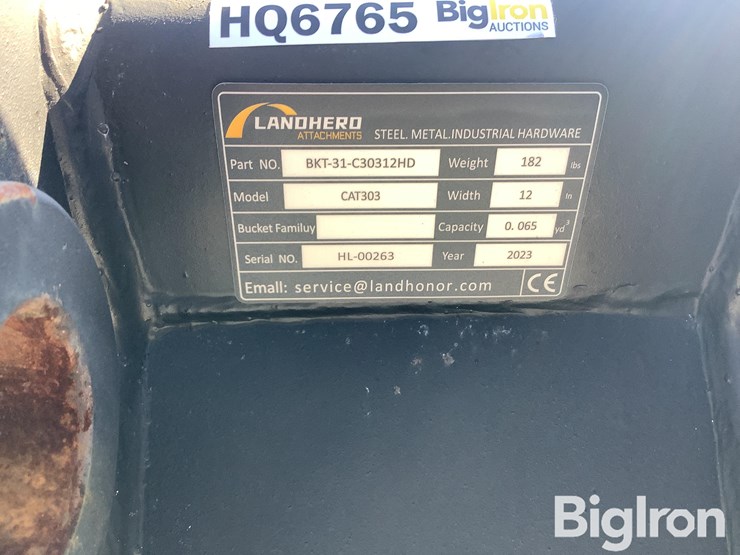 HQ6765 BigIron
AUCTIONS
LANDHERO
ATTACHMENTS STEEL. METAL.INDUSTRIAL HARDWARE
Part NO. BKT-31-C30312HD Weight 182 lbs
Model CAT303 Width 12 In
Bucket Familuy Capacity 0. 065 yd³
Serial NO. HL-00263 Year 2023
Emall: service@landhonor.com CE
BigIron